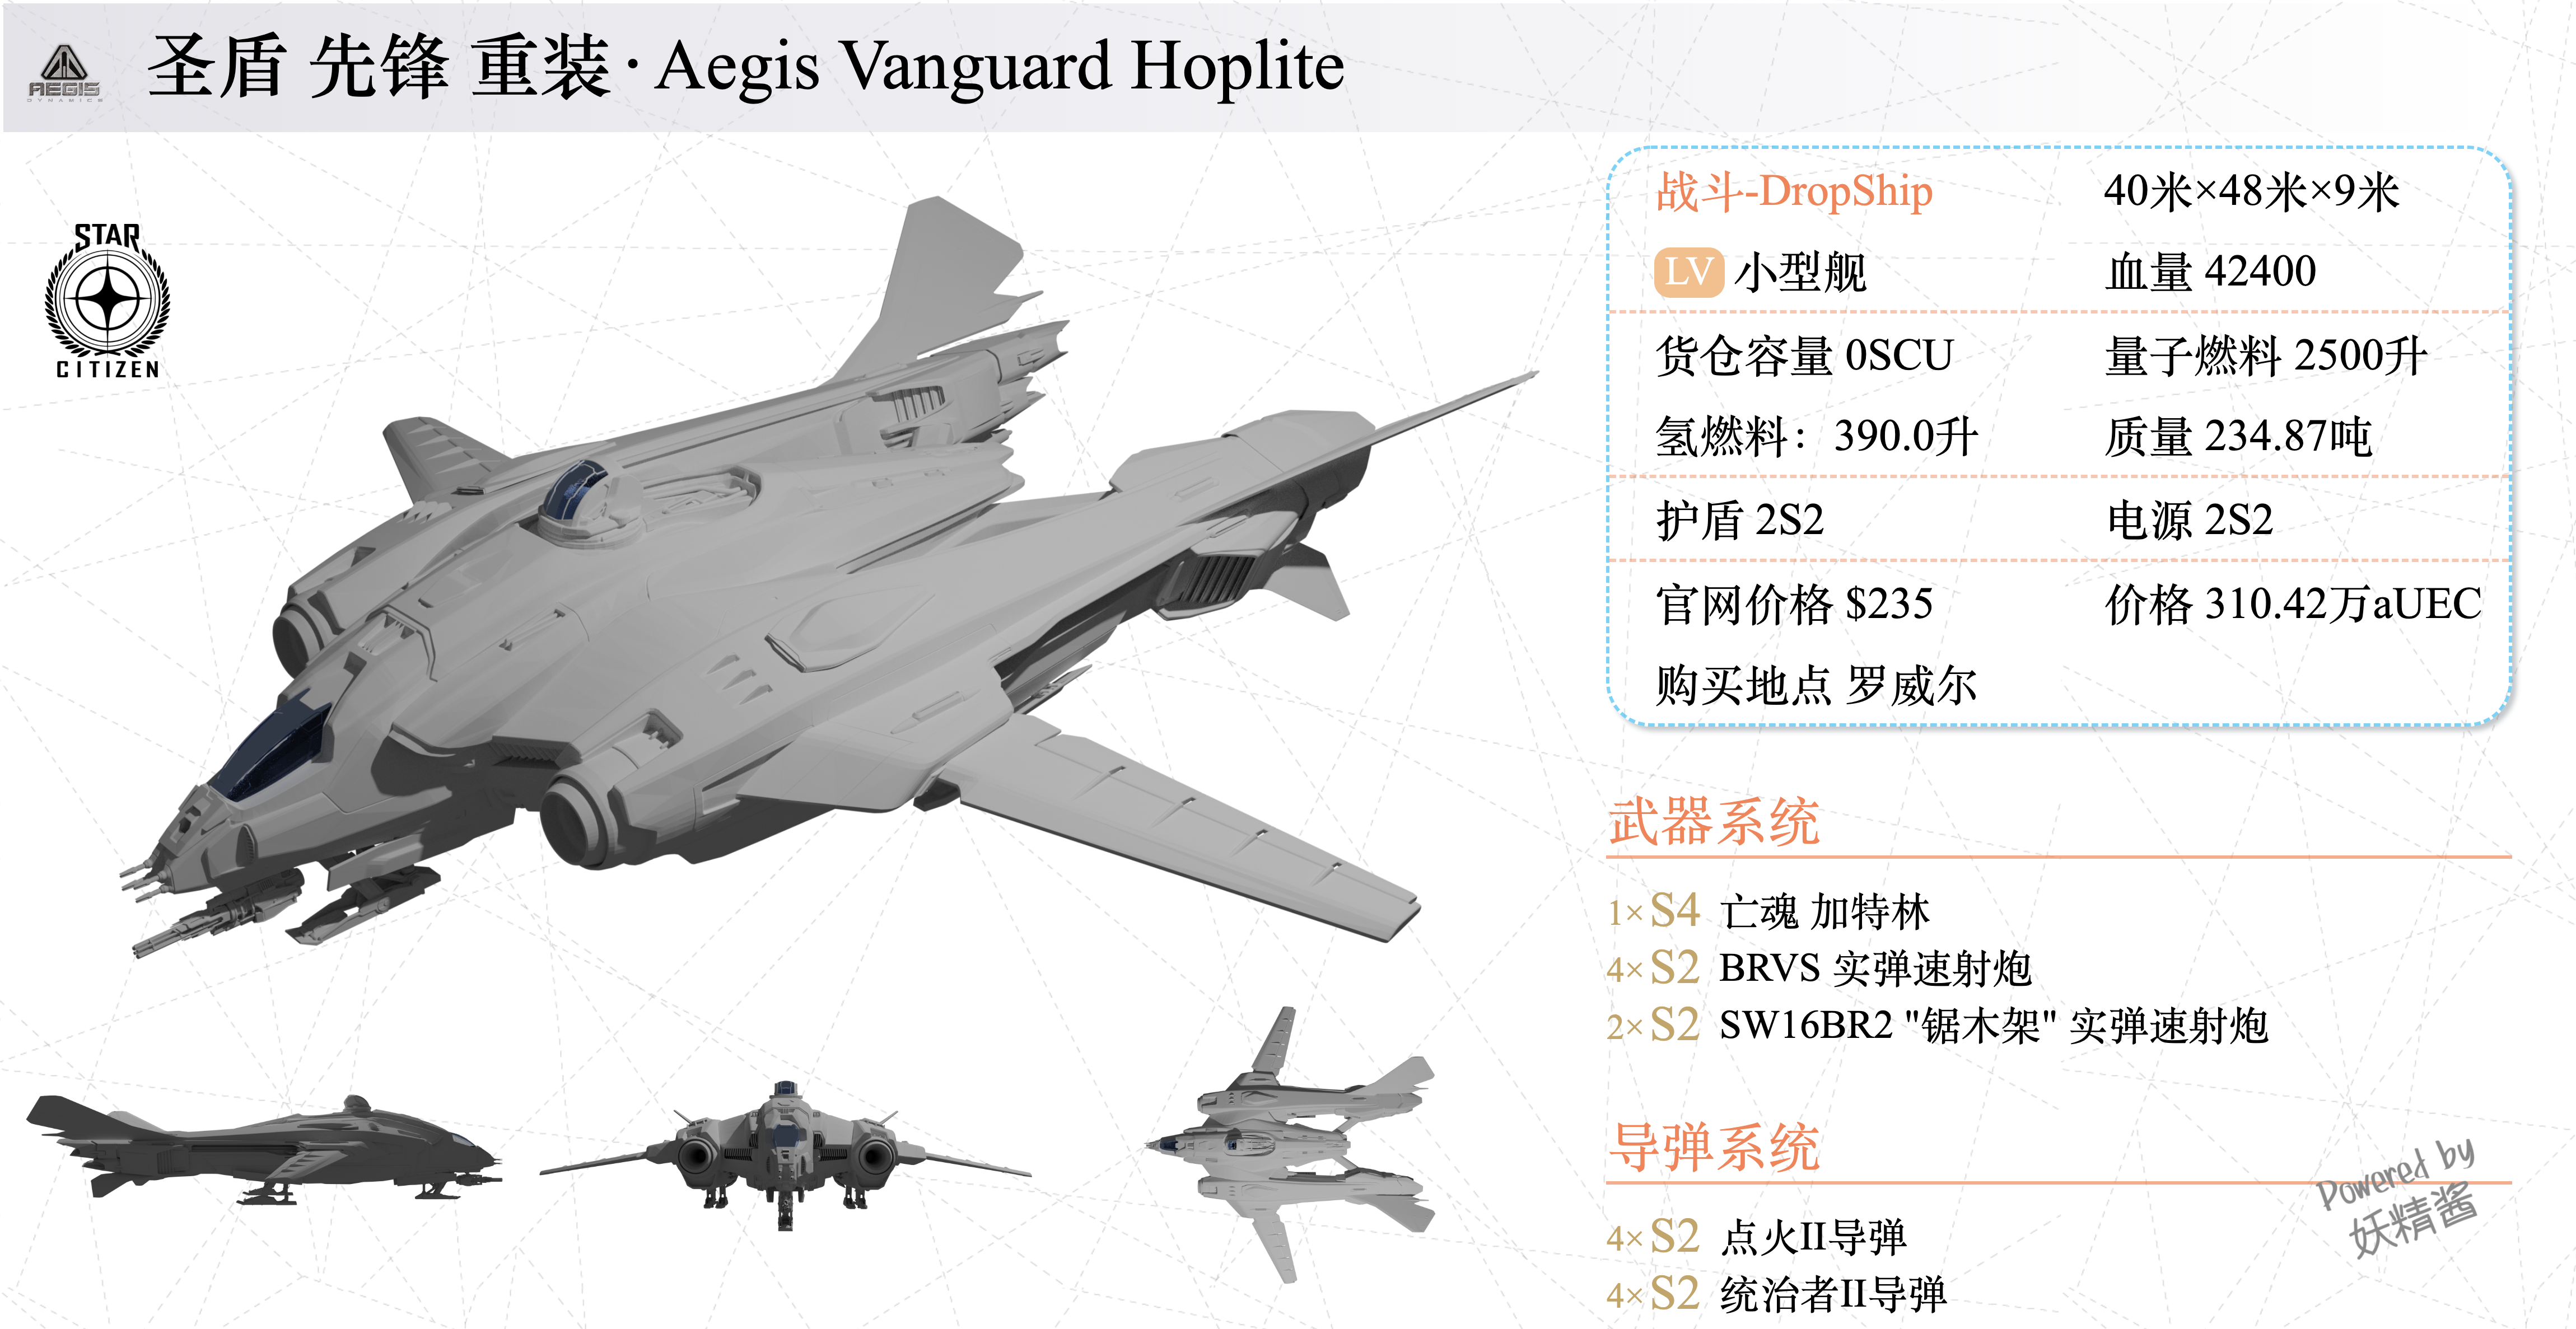 AEGIS
DYNAMICS
圣盾 先锋 重装·Aegis Vanguard Hoplite
STAR
CITIZEN
战斗-DropShip 40米×48米×9米
LV 小型舰 血量 42400
货仓容量 0SCU 量子燃料 2500升
氢燃料：390.0升 质量 234.87吨
护盾 2S2 电源 2S2
官网价格 $235 价格 310.42万aUEC
购买地点 罗威尔
武器系统
1× S4 亡魂 加特林
4× S2 BRVS 实弹速射炮
2× S2 SW16BR2 "锯木架" 实弹速射炮
导弹系统
4× S2 点火II导弹
4× S2 统治者II导弹
Powered by
妖精酱